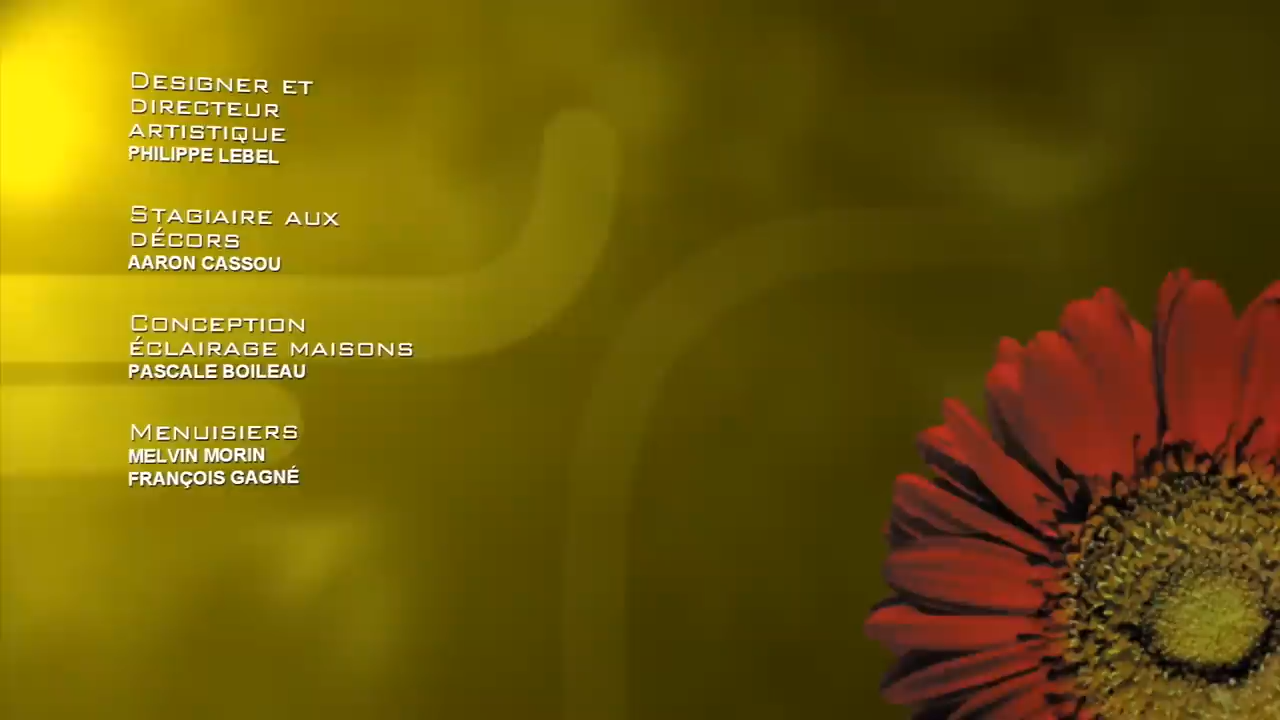 Designer et
directeur
artistique
PHILIPPE LEBEL
Stagiaire aux
décors
AARON CASSOU
Conception
éclairage maisons
PASCALE BOILEAU
Menuisiers
MELVIN MORIN
FRANÇOIS GAGNÉ